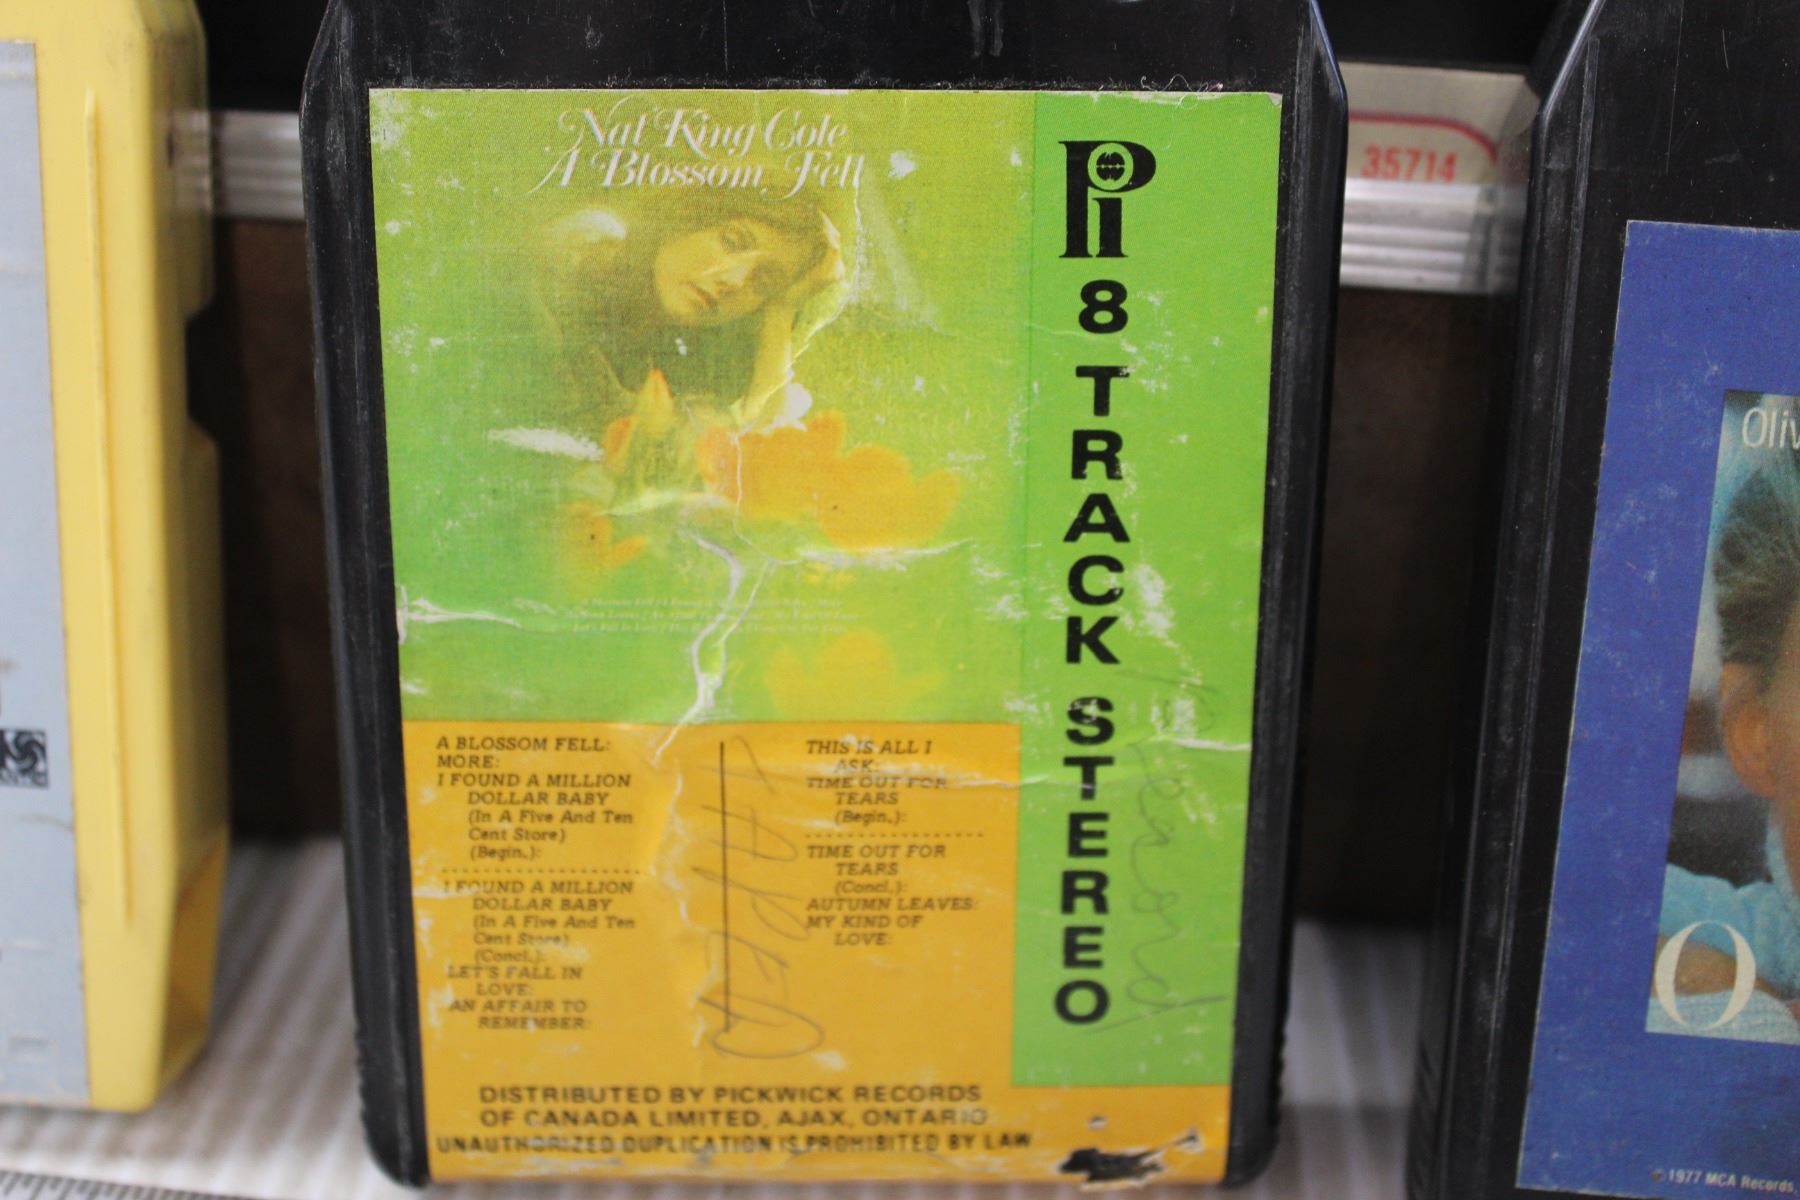 Nat King Cole
A Blossom Fell
Pi
8 TRACK STEREO
A BLOSSOM FELL:
MORE:
I FOUND A MILLION
DOLLAR BABY
(In A Five And Ten
Cent Store)
(Begin.):
I FOUND A MILLION
DOLLAR BABY
(In A Five And Ten
Cent Store)
(Concl.):
LET'S FALL IN
LOVE:
AN AFFAIR TO
REMEMBER:
THIS IS ALL I
ASK:
TIME OUT FOR
TEARS
(Begin.):
TIME OUT FOR
TEARS
(Concl.):
AUTUMN LEAVES:
MY KIND OF
LOVE:
TAPED
DISTRIBUTED BY PICKWICK RECORDS
OF CANADA LIMITED, AJAX, ONTARIO
UNAUTHORIZED DUPLICATION IS PROHIBITED BY LAW
35714
Oliv
O
© 1977 MCA Records